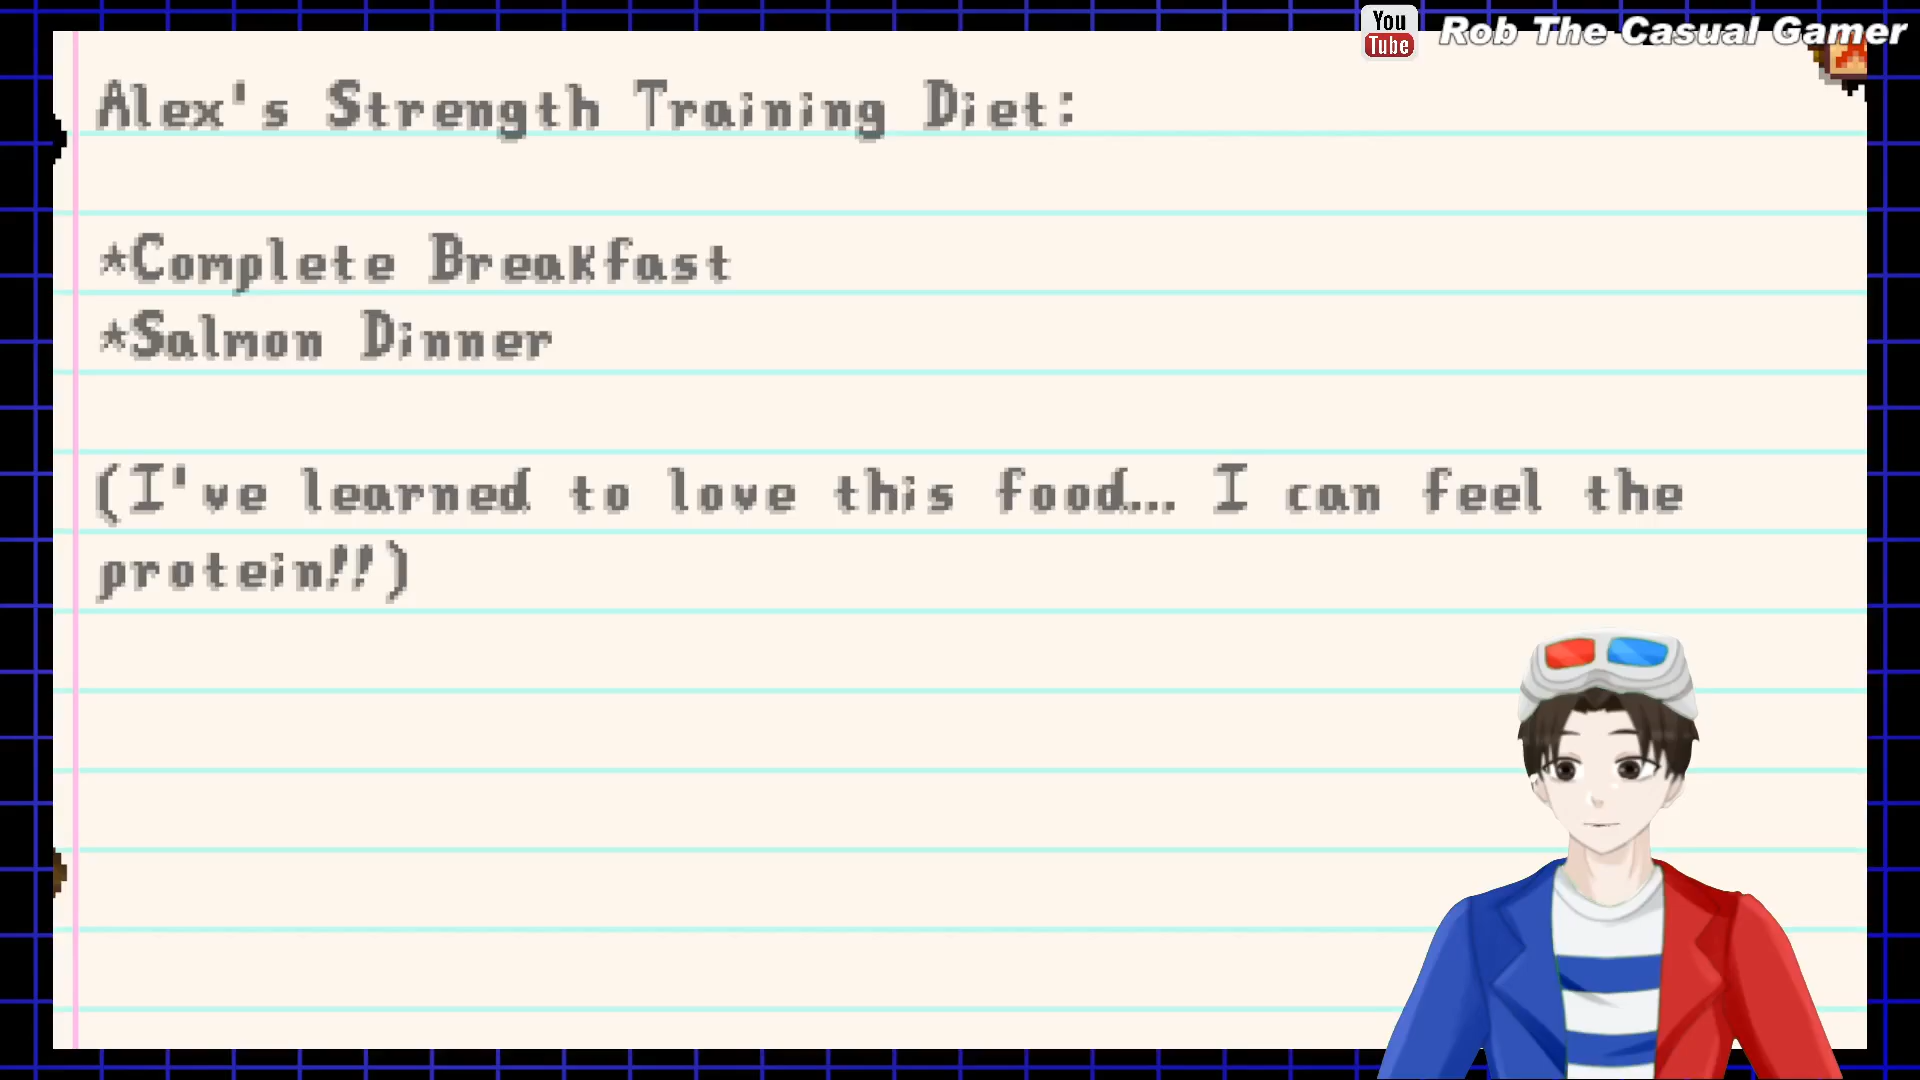 You
Tube
Rob The Casual Gamer
Alex's Strength Training Diet:
*Complete Breakfast
*Salmon Dinner
(I've learned to love this food... I can feel the
protein!!)